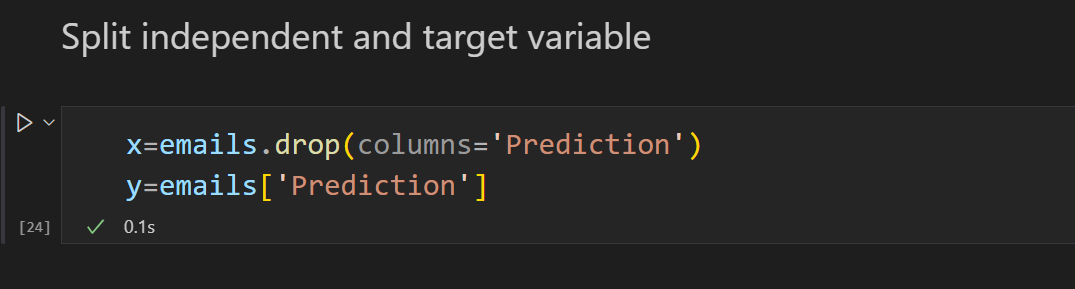 Split independent and target variable
x=emails.drop(columns='Prediction')
y=emails['Prediction']
[24] 0.1s